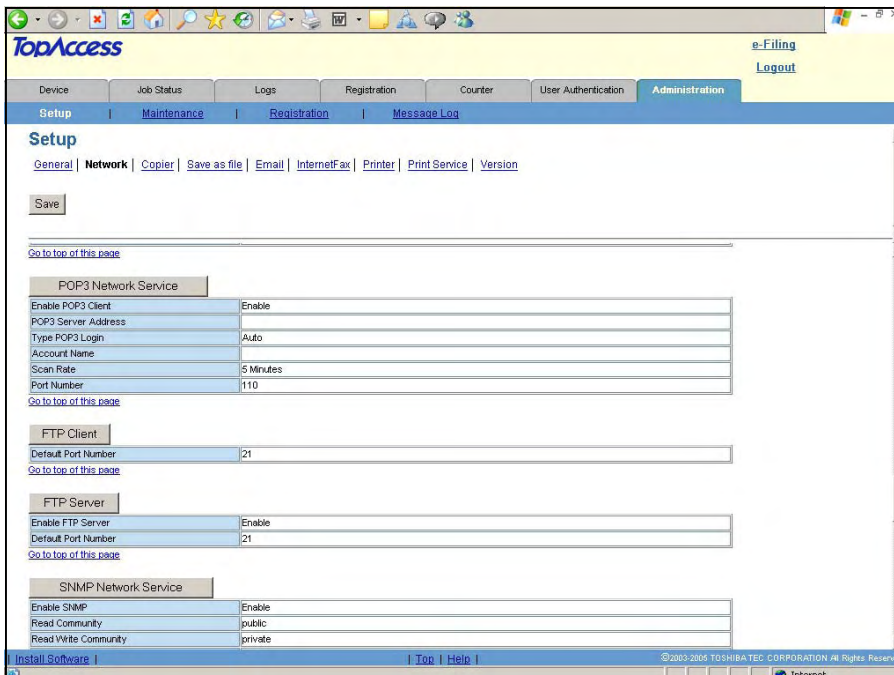 TopAccess
e-Filing
Logout
Device Job Status Logs Registration Counter User Authentication Administration
Setup | Maintenance | Registration | Message Log
Setup
General | Network | Copier | Save as file | Email | InternetFax | Printer | Print Service | Version
Save
Go to top of this page
POP3 Network Service
Enable POP3 Client Enable
POP3 Server Address
Type POP3 Login Auto
Account Name
Scan Rate 5 Minutes
Port Number 110
Go to top of this page
FTP Client
Default Port Number 21
Go to top of this page
FTP Server
Enable FTP Server Enable
Default Port Number 21
Go to top of this page
SNMP Network Service
Enable SNMP Enable
Read Community public
Read Write Community private
| Install Software | | Top | Help | ©2003-2006 TOSHIBA TEC CORPORATION All Rights Reserv
Internet